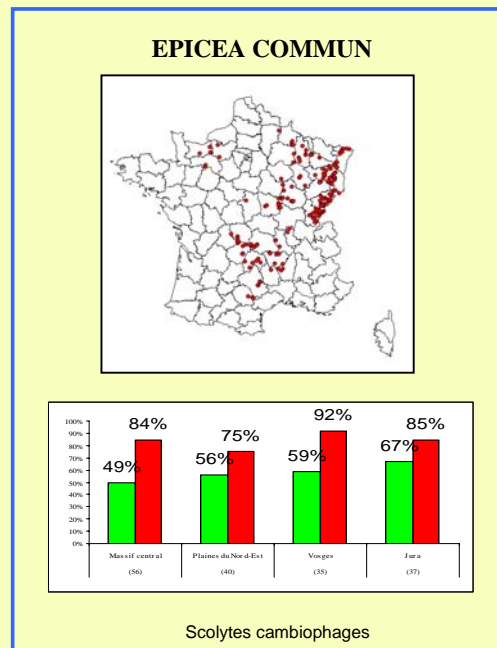 EPICEA COMMUN
100%
90%
80%
70%
60%
50%
40%
30%
20%
10%
0%
49% 84% 56% 75% 59% 92% 67% 85%
Massif central Plaines du Nord-Est Vosges Jura
(56) (40) (35) (37)
Scolytes cambiophages